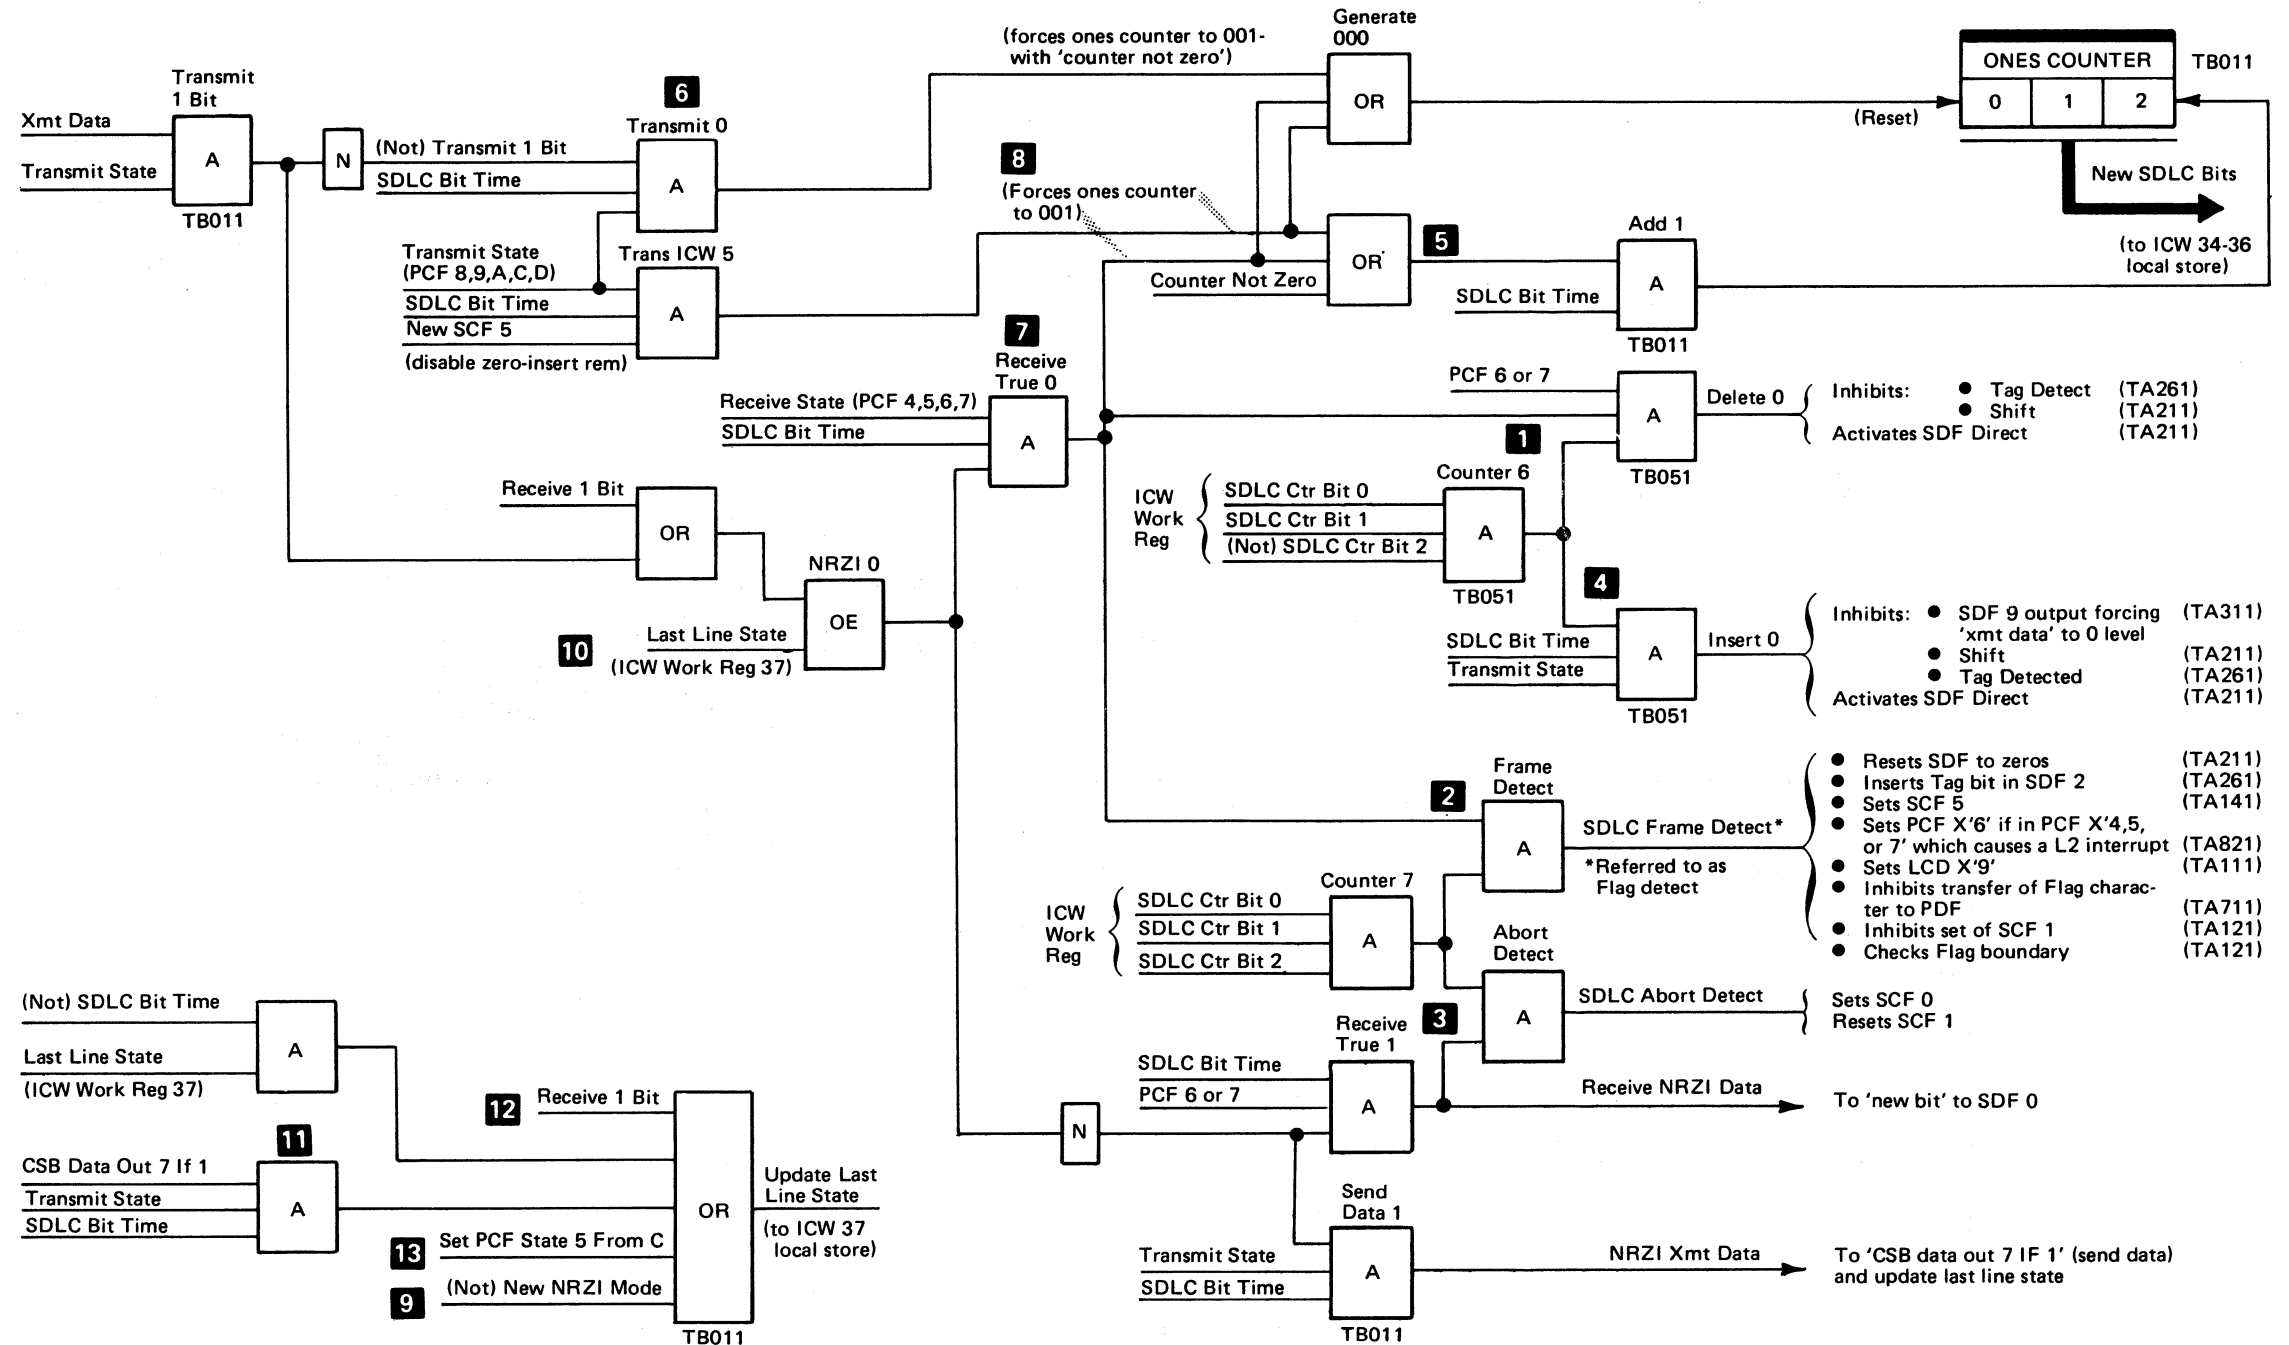 Transmit
1 Bit
Xmt Data
Transmit State
A
TB011
N
6
Transmit 0
(Not) Transmit 1 Bit
SDLC Bit Time
A
Transmit State
(PCF 8,9,A,C,D)
SDLC Bit Time
New SCF 5
(disable zero-insert rem)
Trans ICW 5
A
(forces ones counter to 001-
with ‘counter not zero’)
Generate
000
OR
(Reset)
ONES COUNTER
0 1 2
TB011
New SDLC Bits
(to ICW 34-36
local store)
8
(Forces ones counter
to 001)
Counter Not Zero
OR
5
Add 1
SDLC Bit Time
A
TB011
7
Receive
True 0
Receive State (PCF 4,5,6,7)
SDLC Bit Time
A
PCF 6 or 7
A
TB051
Delete 0
Inhibits: ● Tag Detect (TA261)
● Shift (TA211)
Activates SDF Direct (TA211)
1
Counter 6
ICW
Work
Reg
SDLC Ctr Bit 0
SDLC Ctr Bit 1
(Not) SDLC Ctr Bit 2
A
TB051
Receive 1 Bit
OR
NRZI 0
OE
10
Last Line State
(ICW Work Reg 37)
4
SDLC Bit Time
Transmit State
A
TB051
Insert 0
Inhibits: ● SDF 9 output forcing (TA311)
‘xmt data’ to 0 level
● Shift (TA211)
● Tag Detected (TA261)
Activates SDF Direct (TA211)
2
Frame
Detect
A
SDLC Frame Detect*
*Referred to as
Flag detect
● Resets SDF to zeros (TA211)
● Inserts Tag bit in SDF 2 (TA261)
● Sets SCF 5 (TA141)
● Sets PCF X‘6’ if in PCF X‘4,5,
or 7’ which causes a L2 interrupt (TA821)
● Sets LCD X‘9’ (TA111)
● Inhibits transfer of Flag charac-
ter to PDF (TA711)
● Inhibits set of SCF 1 (TA121)
● Checks Flag boundary (TA121)
Counter 7
ICW
Work
Reg
SDLC Ctr Bit 0
SDLC Ctr Bit 1
SDLC Ctr Bit 2
A
Abort
Detect
A
SDLC Abort Detect
Sets SCF 0
Resets SCF 1
3
Receive
True 1
SDLC Bit Time
PCF 6 or 7
A
Receive NRZI Data
To ‘new bit’ to SDF 0
N
Send
Data 1
Transmit State
SDLC Bit Time
A
TB011
NRZI Xmt Data
To ‘CSB data out 7 IF 1’ (send data)
and update last line state
(Not) SDLC Bit Time
Last Line State
(ICW Work Reg 37)
A
11
CSB Data Out 7 If 1
Transmit State
SDLC Bit Time
A
12
Receive 1 Bit
13
Set PCF State 5 From C
9
(Not) New NRZI Mode
OR
TB011
Update Last
Line State
(to ICW 37
local store)